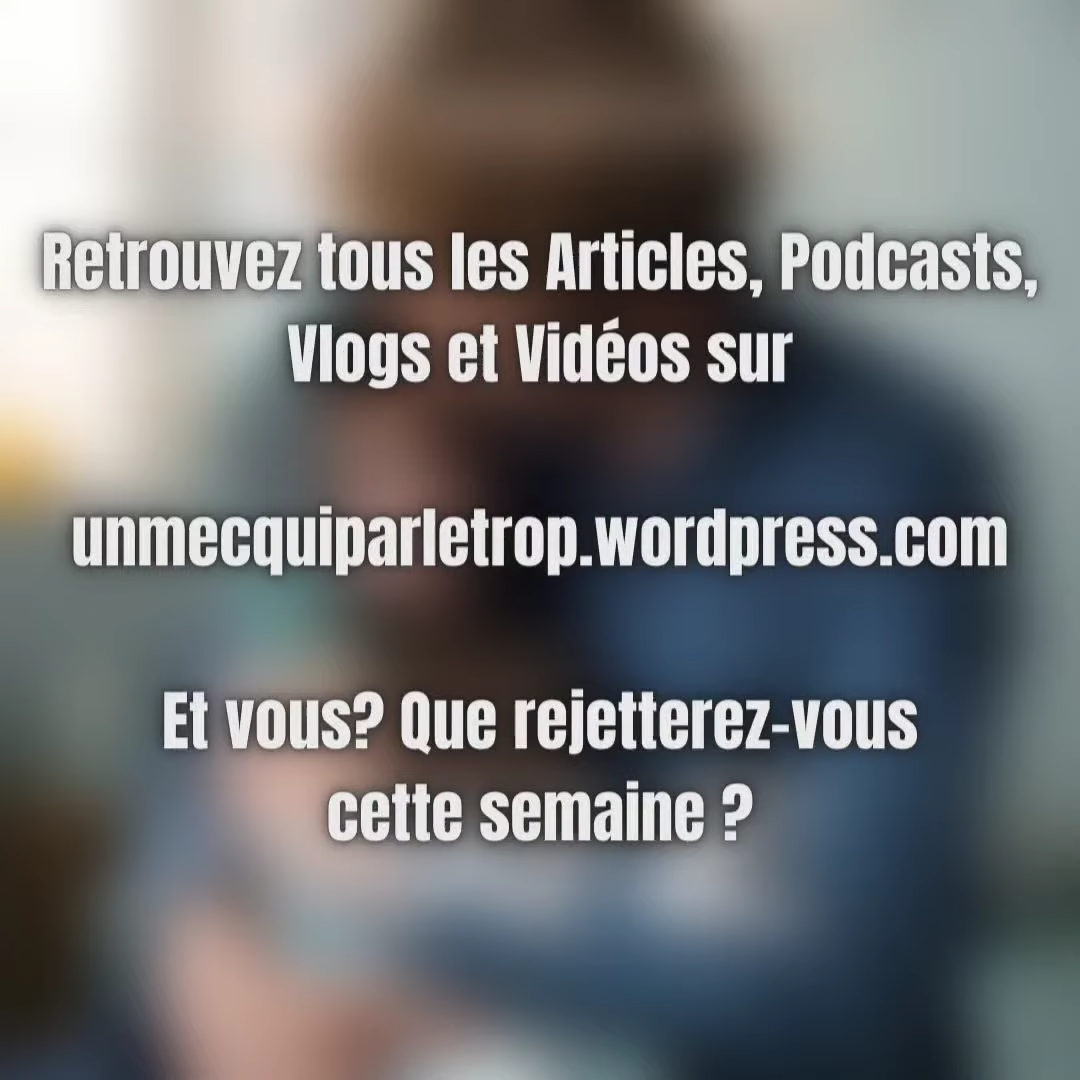 Retrouvez tous les Articles, Podcasts,
Vlogs et Vidéos sur
unmecquiparletrop.wordpress.com
Et vous? Que rejetterez-vous
cette semaine ?